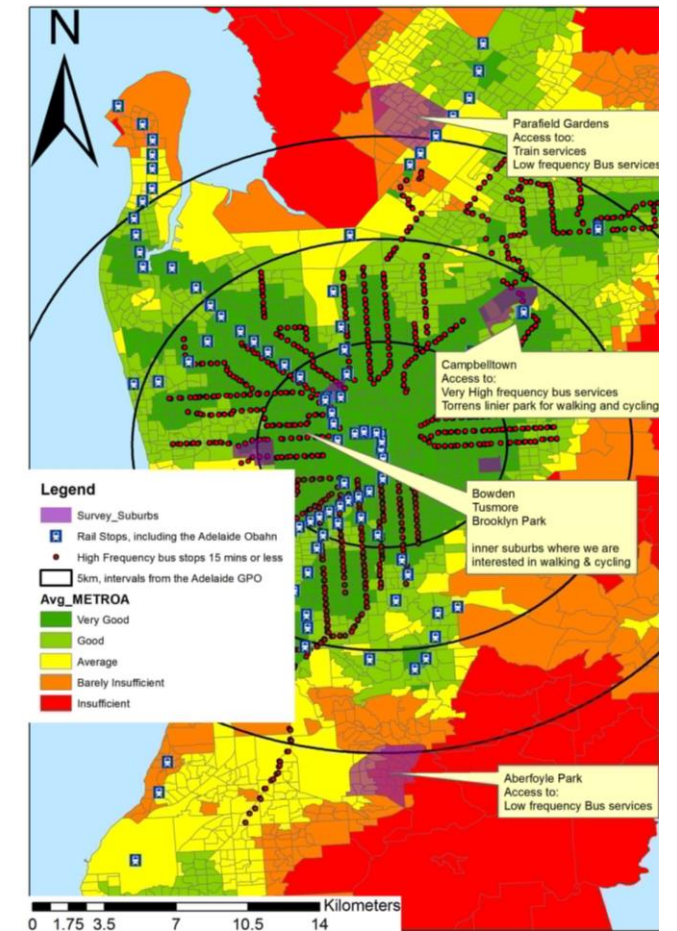 N
Parafield Gardens
Access too:
Train services
Low frequency Bus services
Campbelltown
Access to:
Very High frequency bus services
Torrens linier park for walking and cycling
Bowden
Tusmore
Brooklyn Park
inner suburbs where we are
interested in walking & cycling
Legend
Survey_Suburbs
Rail Stops, including the Adelaide Obahn
High Frequency bus stops 15 mins or less
5km, intervals from the Adelaide GPO
Avg_METROA
Very Good
Good
Average
Barely Insufficient
Insufficient
Aberfoyle Park
Access to:
Low frequency Bus services
Kilometers
0 1.75 3.5 7 10.5 14